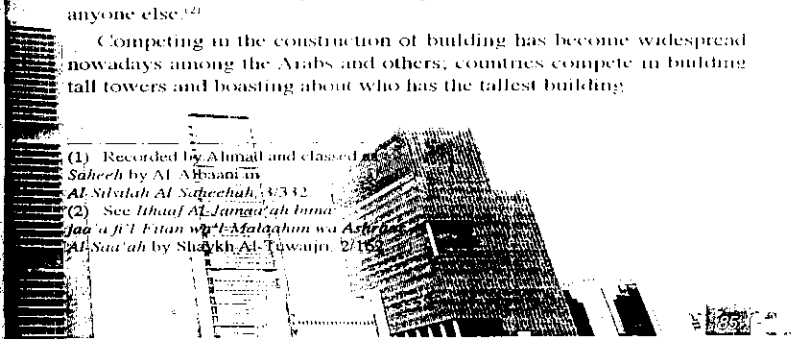 anyone else.(2)
Competing in the construction of building has become widespread
nowadays among the Arabs and others; countries compete in building
tall towers and boasting about who has the tallest building
(1) Recorded by Ahmad and classed as
Saheeh by Al-Albaani in
Al-Silsilah Al-Saheehah, 3/332
(2) See Ithaaf Al-Jamaa'ah bima
Jaa'a fi'l-Fitan wa'l-Malaahim wa Ashraat
Al-Saa'ah by Shaykh Al-Tuwaijri, 2/162
85